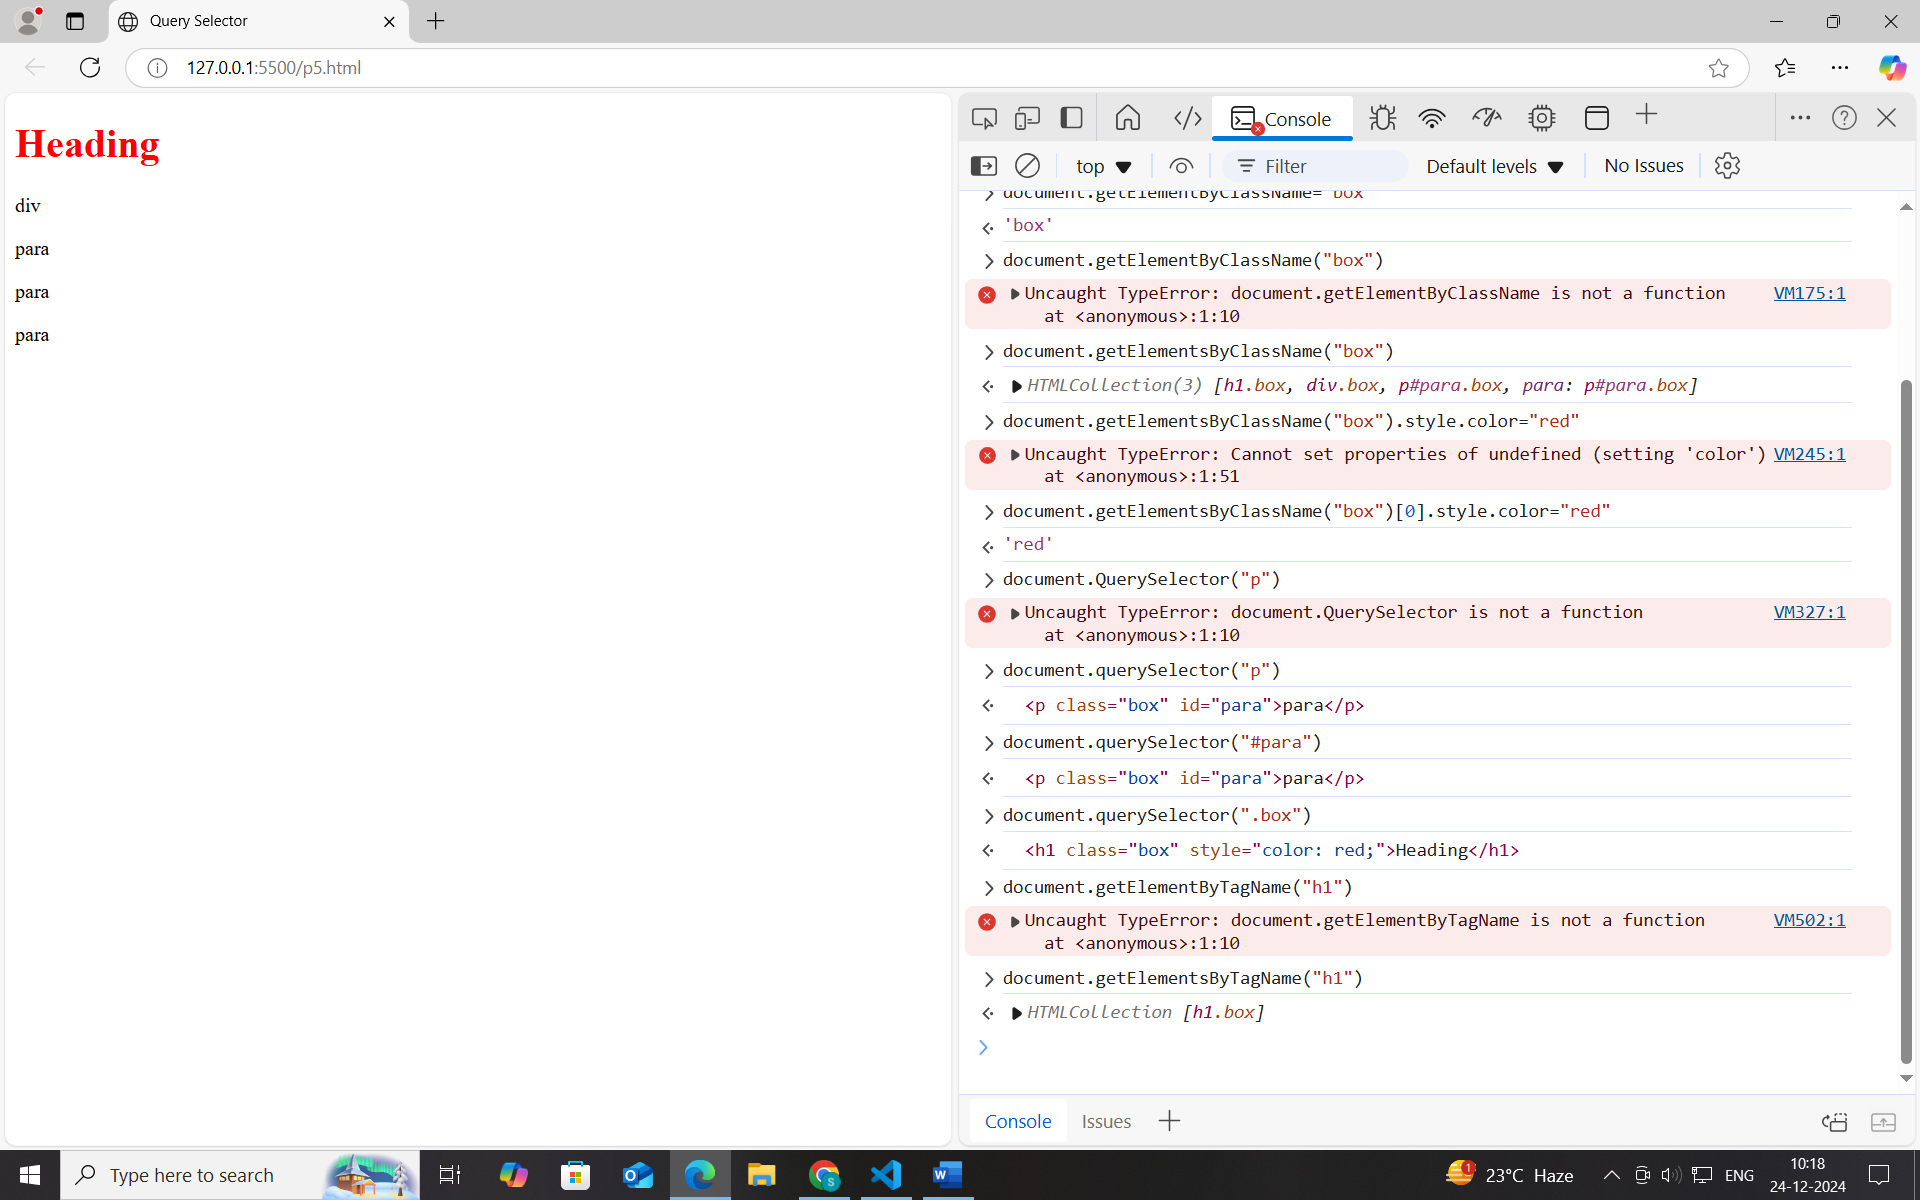 Query Selector
127.0.0.1:5500/p5.html
Heading
div
para
para
para
Console
top
Filter
Default levels
No Issues
document.getElementByClassName="box"
'box'
document.getElementByClassName("box")
Uncaught TypeError: document.getElementByClassName is not a function VM175:1
at <anonymous>:1:10
document.getElementsByClassName("box")
HTMLCollection(3) [h1.box, div.box, p#para.box, para: p#para.box]
document.getElementsByClassName("box").style.color="red"
Uncaught TypeError: Cannot set properties of undefined (setting 'color') VM245:1
at <anonymous>:1:51
document.getElementsByClassName("box")[0].style.color="red"
'red'
document.QuerySelector("p")
Uncaught TypeError: document.QuerySelector is not a function VM327:1
at <anonymous>:1:10
document.querySelector("p")
<p class="box" id="para">para</p>
document.querySelector("#para")
<p class="box" id="para">para</p>
document.querySelector(".box")
<h1 class="box" style="color: red;">Heading</h1>
document.getElementByTagName("h1")
Uncaught TypeError: document.getElementByTagName is not a function VM502:1
at <anonymous>:1:10
document.getElementsByTagName("h1")
HTMLCollection [h1.box]
Console Issues
Type here to search
1
23°C Haze
ENG
10:18
24-12-2024